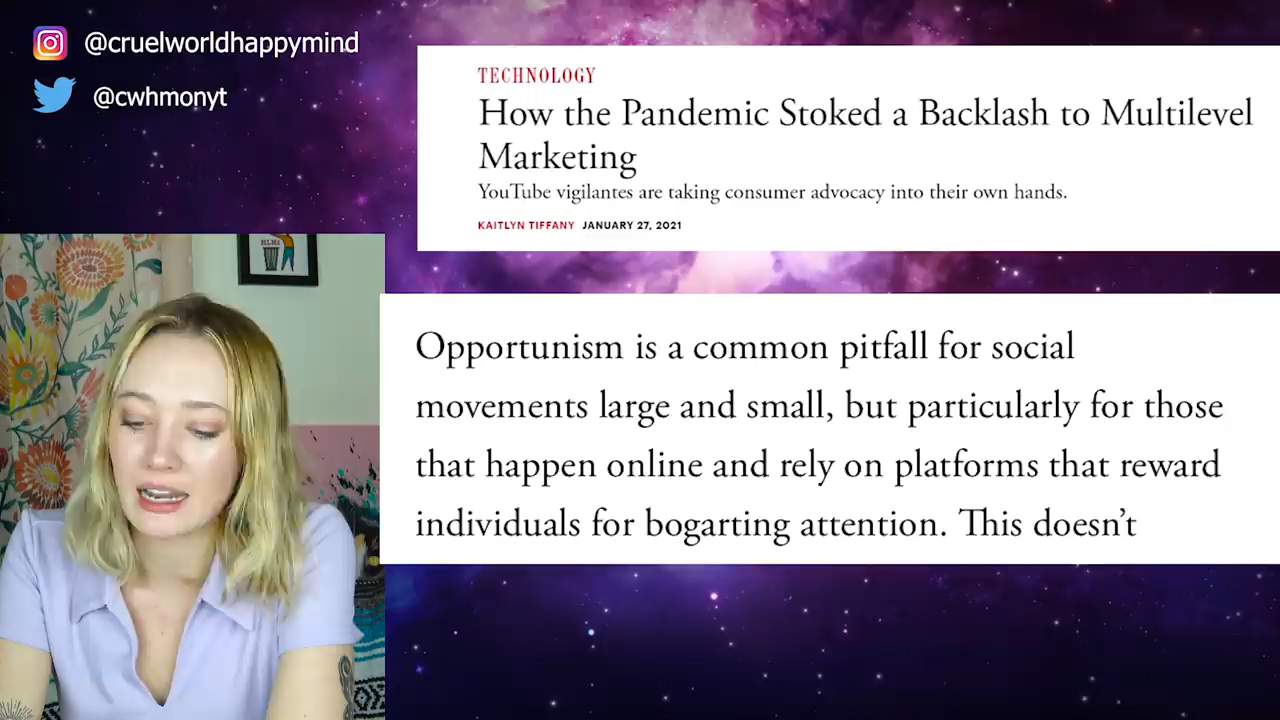 @cruelworldhappymind
@cwhmonyt
TECHNOLOGY
How the Pandemic Stoked a Backlash to Multilevel
Marketing
YouTube vigilantes are taking consumer advocacy into their own hands.
KAITLYN TIFFANY JANUARY 27, 2021
MLMs
Opportunism is a common pitfall for social
movements large and small, but particularly for those
that happen online and rely on platforms that reward
individuals for bogarting attention. This doesn’t